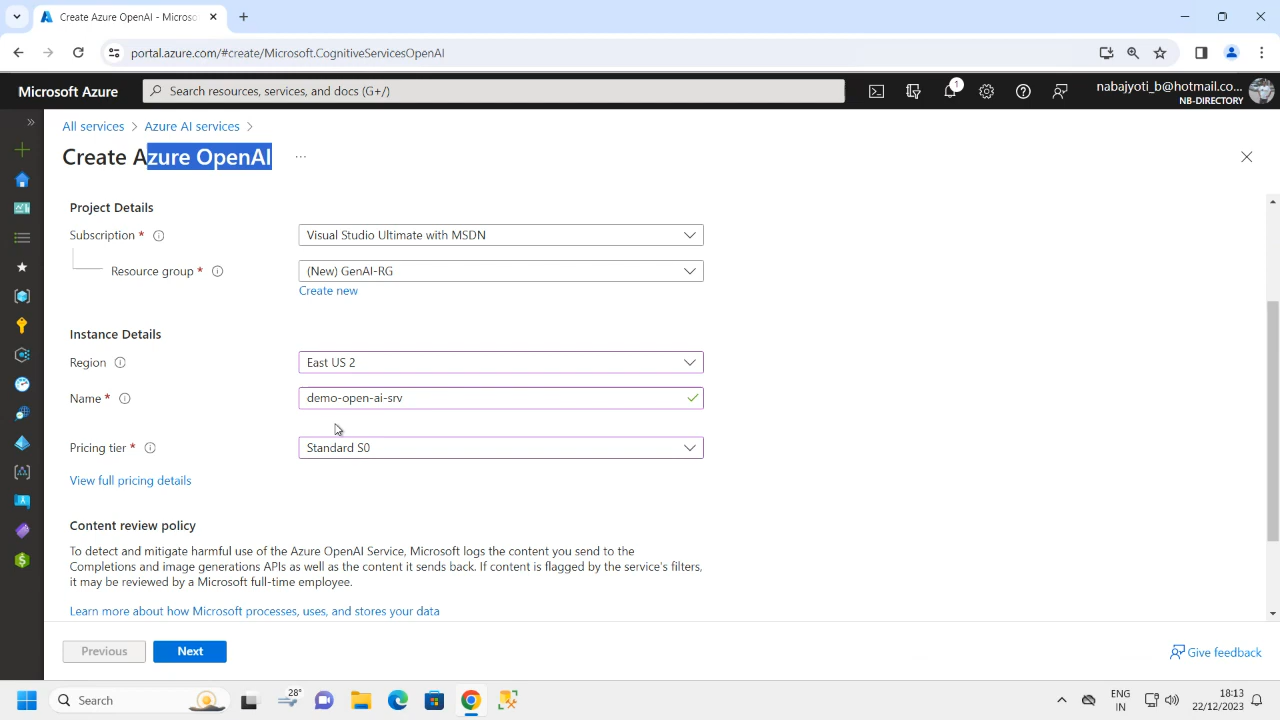 Create Azure OpenAI - Microso
portal.azure.com/#create/Microsoft.CognitiveServicesOpenAI
Microsoft Azure
Search resources, services, and docs (G+/)
1
nabajyoti_b@hotmail.co...
NB-DIRECTORY
All services > Azure AI services >
Create Azure OpenAI ...
Project Details
Subscription *
Visual Studio Ultimate with MSDN
Resource group *
(New) GenAI-RG
Create new
Instance Details
Region
East US 2
Name *
demo-open-ai-srv
Pricing tier *
Standard S0
View full pricing details
Content review policy
To detect and mitigate harmful use of the Azure OpenAI Service, Microsoft logs the content you send to the
Completions and image generations APIs as well as the content it sends back. If content is flagged by the service's filters,
it may be reviewed by a Microsoft full-time employee.
Learn more about how Microsoft processes, uses, and stores your data
Previous
Next
Give feedback
Search
28°
ENG
IN
18:13
22/12/2023